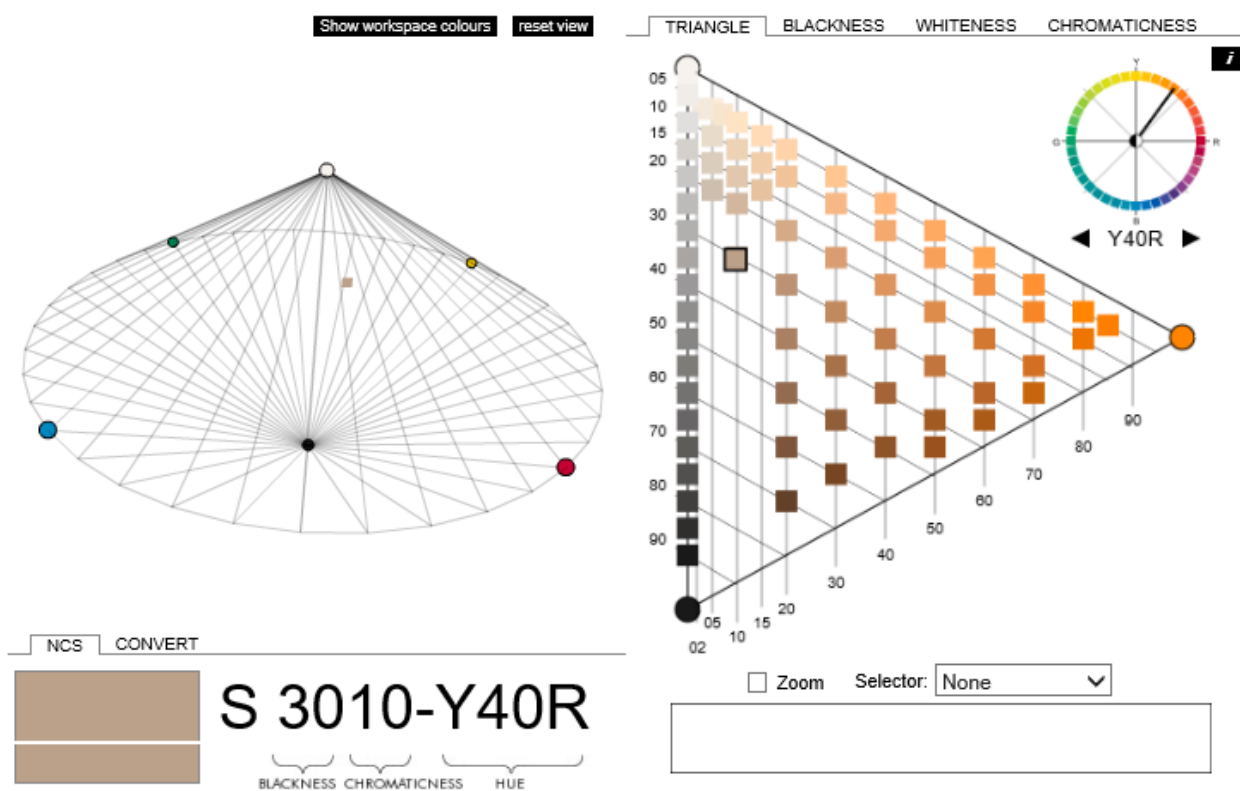 Show workspace colours reset view
TRIANGLE BLACKNESS WHITENESS CHROMATICNESS
i
05
10
15
20
30
40
50
60
70
80
90
Y
G R
B
Y40R
90
80
70
60
50
40
30
20
15
10
05
02
NCS CONVERT
S 3010-Y40R
BLACKNESS CHROMATICNESS HUE
Zoom Selector: None